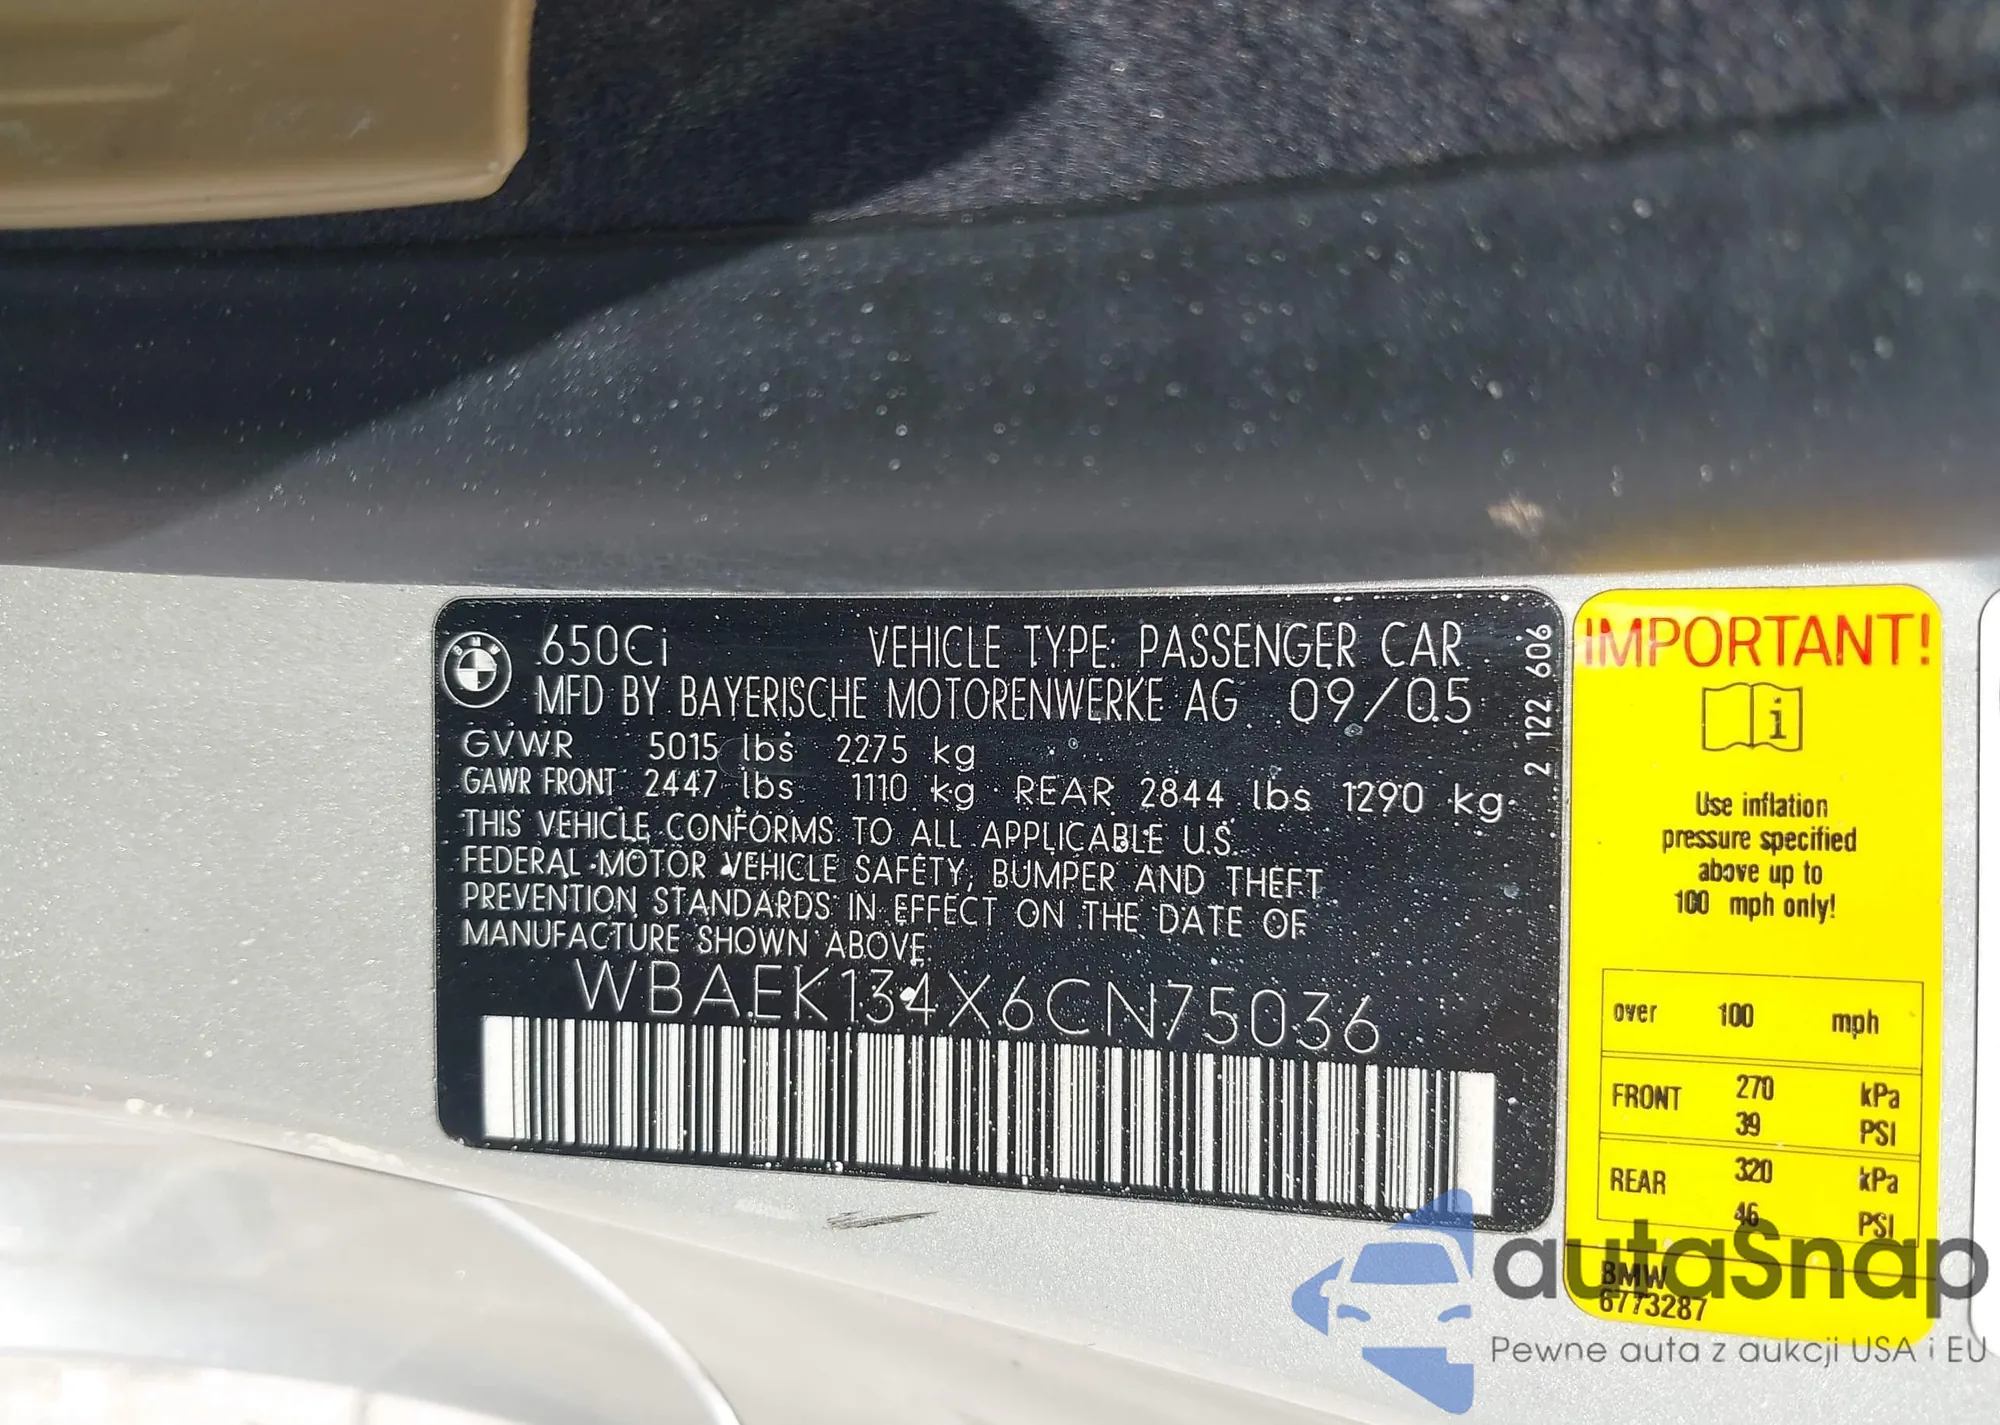 650Ci VEHICLE TYPE: PASSENGER CAR
MFD BY BAYERISCHE MOTORENWERKE AG 09/05
GVWR 5015 lbs 2275 kg
GAWR FRONT 2447 lbs 1110 kg REAR 2844 lbs 1290 kg
THIS VEHICLE CONFORMS TO ALL APPLICABLE U.S.
FEDERAL MOTOR VEHICLE SAFETY, BUMPER AND THEFT
PREVENTION STANDARDS IN EFFECT ON THE DATE OF
MANUFACTURE SHOWN ABOVE
WBAEK134X6CN75036
2 122 606
IMPORTANT!
i
Use inflation
pressure specified
above up to
100 mph only!
over 100 mph
FRONT 270 kPa
39 PSI
REAR 320 kPa
46 PSI
BMW
6773287
autaSnap
Pewne auta z aukcji USA i EU